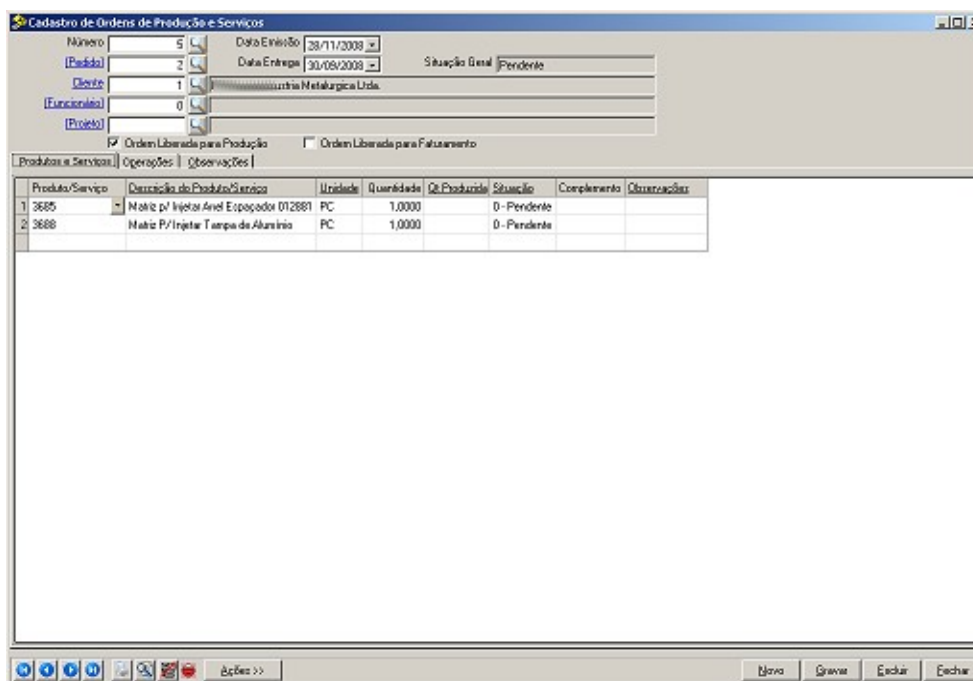 Cadastro de Ordens de Produção e Serviços
Número 5 Data Emissão 28/11/2008
[Pedido] 2 Data Entrega 30/09/2008 Situação Geral Pendente
Cliente 1 ustria Metalurgica Ltda.
[Funcionário] 0
[Projeto]
Ordem Liberada para Produção Ordem Liberada para Faturamento
Produtos e Serviços Operações Observações
Produto/Serviço Descrição do Produto/Serviço Unidade Quantidade Qt.Produzida Situação Complemento Observações
1 3685 Matriz p/ Injetar Anel Espaçador 012881 PC 1,0000 0 - Pendente
2 3688 Matriz P/ Injetar Tampa de Aluminio PC 1,0000 0 - Pendente
Ações >> Novo Gravar Excluir Fechar